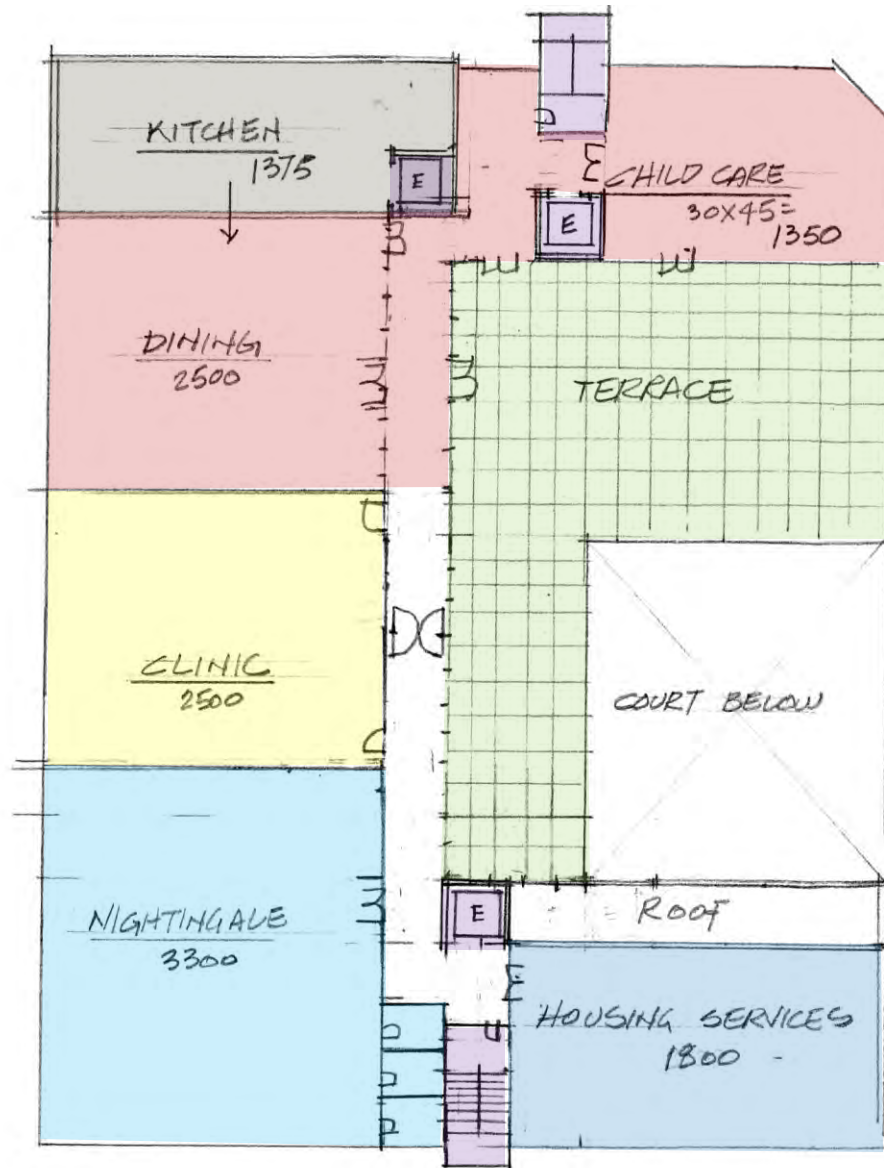 KITCHEN
1375
E
CHILD CARE
30X45=
1350
E
DINING
2500
TERRACE
CLINIC
2500
COURT BELOW
NIGHTINGALE
3300
E
ROOF
HOUSING SERVICES
1800